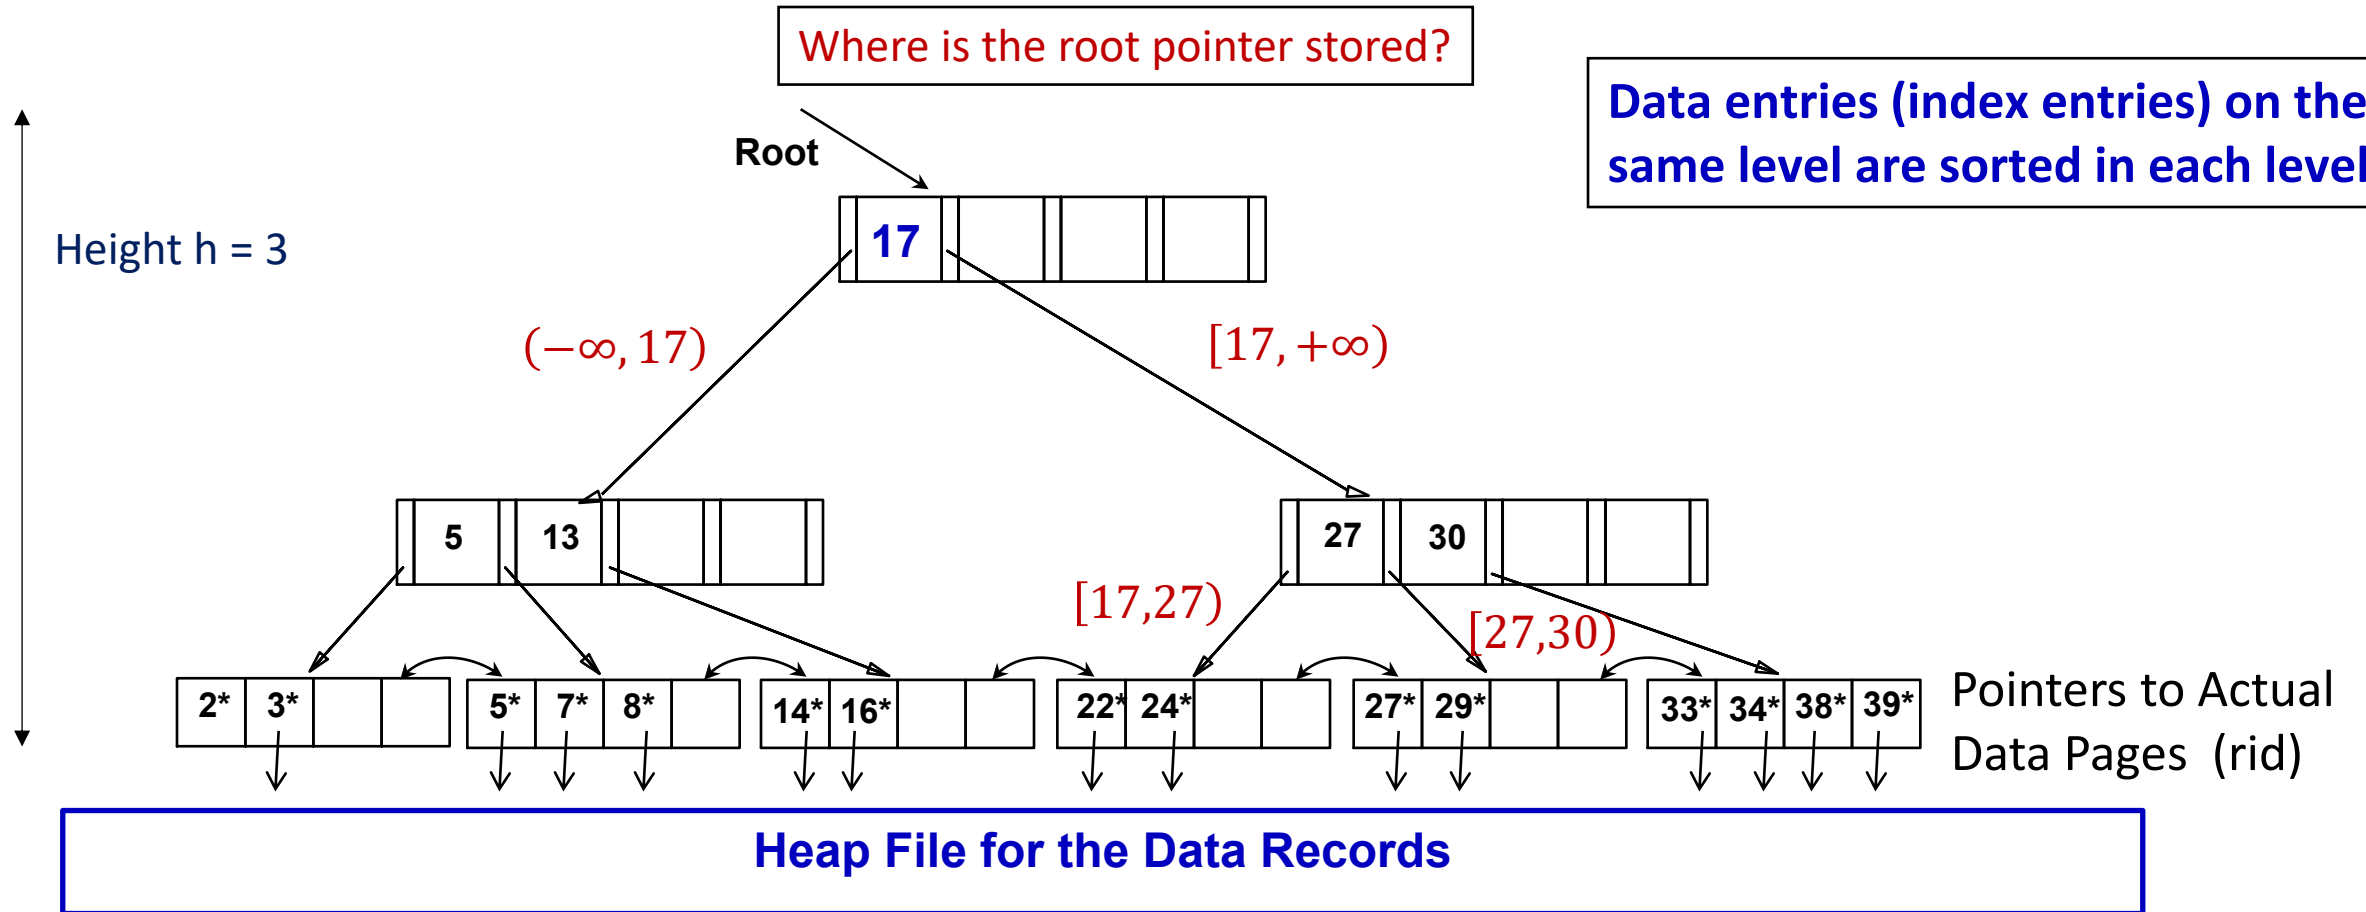 Where is the root pointer stored?
Data entries (index entries) on the
same level are sorted in each level
Root
Height h = 3
17
(−∞, 17)
[17, +∞)
5 13
27 30
[17,27)
[27,30)
2* 3*
5* 7* 8*
14* 16*
22* 24*
27* 29*
33* 34* 38* 39*
Pointers to Actual
Data Pages (rid)
Heap File for the Data Records